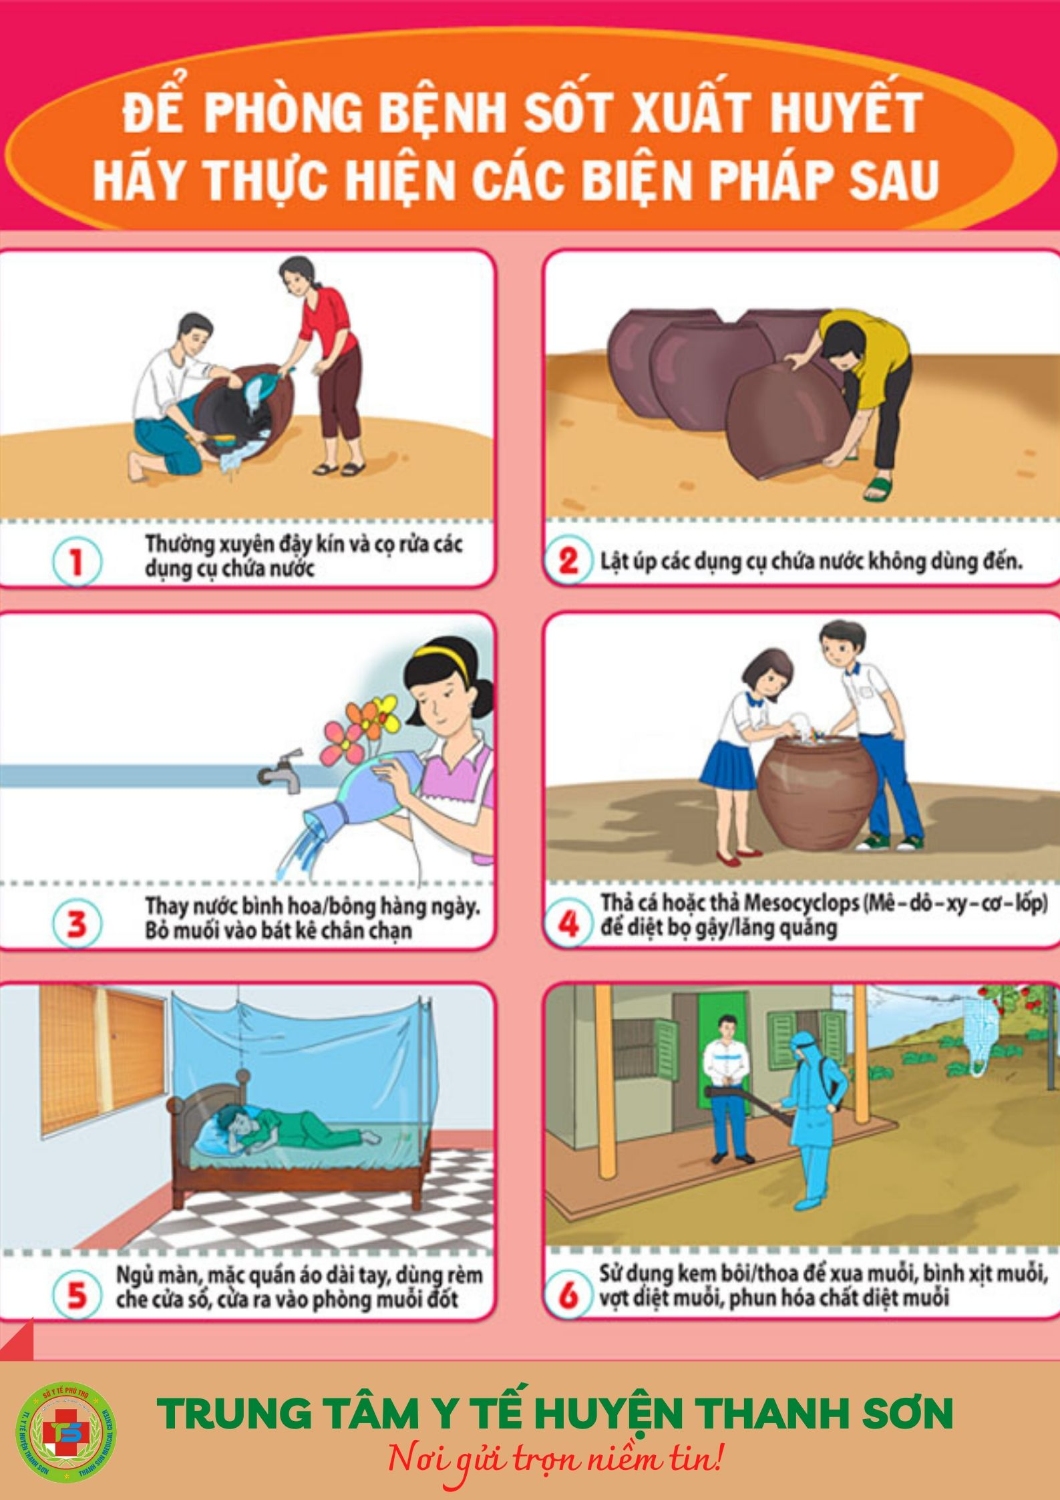 ĐỂ PHÒNG BỆNH SỐT XUẤT HUYẾT
HÃY THỰC HIỆN CÁC BIỆN PHÁP SAU
1
Thường xuyên đậy kín và cọ rửa các
dụng cụ chứa nước
2
Lật úp các dụng cụ chứa nước không dùng đến.
3
Thay nước bình hoa/bông hàng ngày.
Bỏ muối vào bát kê chân chạn
4
Thả cá hoặc thả Mesocyclops (Mê-dô-xy-cơ-lốp)
để diệt bọ gậy/lăng quăng
5
Ngủ màn, mặc quần áo dài tay, dùng rèm
che cửa sổ, cửa ra vào phòng muỗi đốt
6
Sử dụng kem bôi/thoa để xua muỗi, bình xịt muỗi,
vợt diệt muỗi, phun hóa chất diệt muỗi
SỞ Y TẾ PHÚ THỌ
TS
TRUNG TÂM Y TẾ HUYỆN THANH SƠN
Nơi gửi trọn niềm tin!